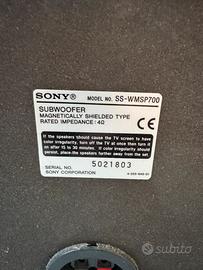 SONY® MODEL NO. SS-WMSP700
SUBWOOFER
MAGNETICALLY SHIELDED TYPE
RATED IMPEDANCE : 4Ω
CE
If the speakers should cause the TV screen to have
color irregularity, turn off the TV at once then turn it
on after 15 to 30 minutes. If color irregularity should
persist, place the speakers further away from the
TV set.
SERIAL NO. 5021803
SONY CORPORATION
subito